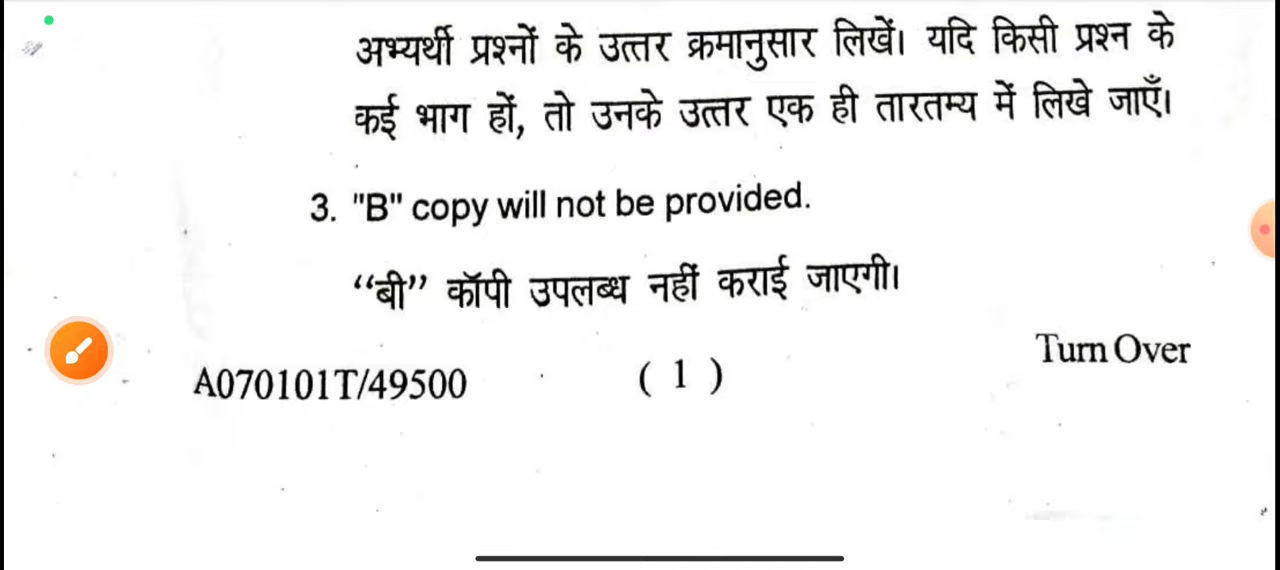 अभ्यर्थी प्रश्नों के उत्तर क्रमानुसार लिखें। यदि किसी प्रश्न के
कई भाग हों, तो उनके उत्तर एक ही तारतम्य में लिखे जाएँ।
3. "B" copy will not be provided.
“बी” कॉपी उपलब्ध नहीं कराई जाएगी।
Turn Over
A070101T/49500 ( 1 )